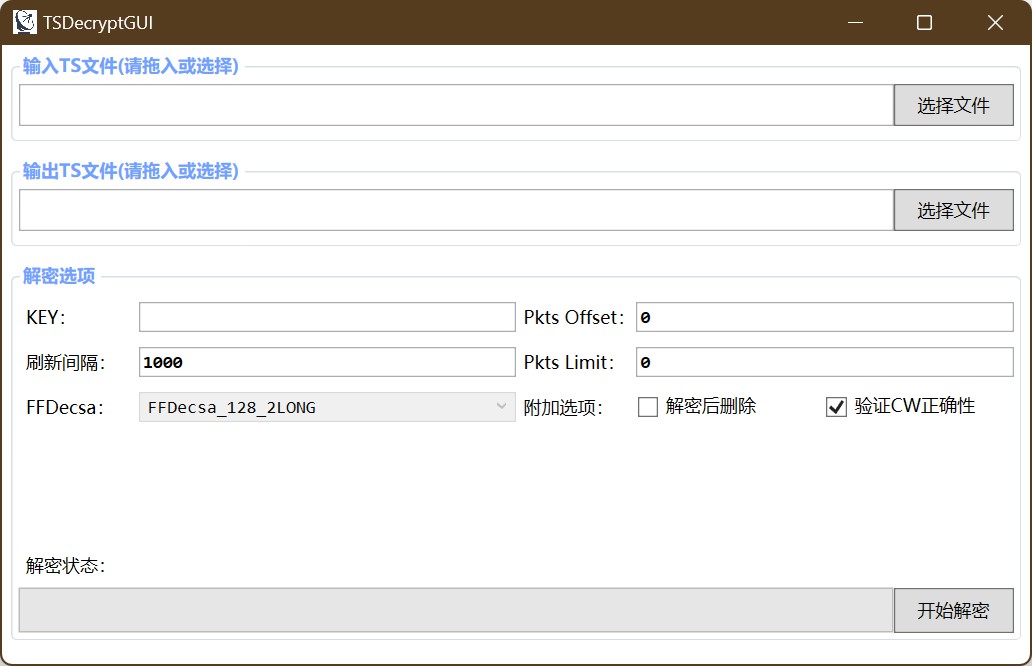 TSDecryptGUI
输入TS文件(请拖入或选择)
选择文件
输出TS文件(请拖入或选择)
选择文件
解密选项
KEY: Pkts Offset: 0
刷新间隔: 1000 Pkts Limit: 0
FFDecsa: FFDecsa_128_2LONG 附加选项: 解密后删除 验证CW正确性
解密状态:
开始解密